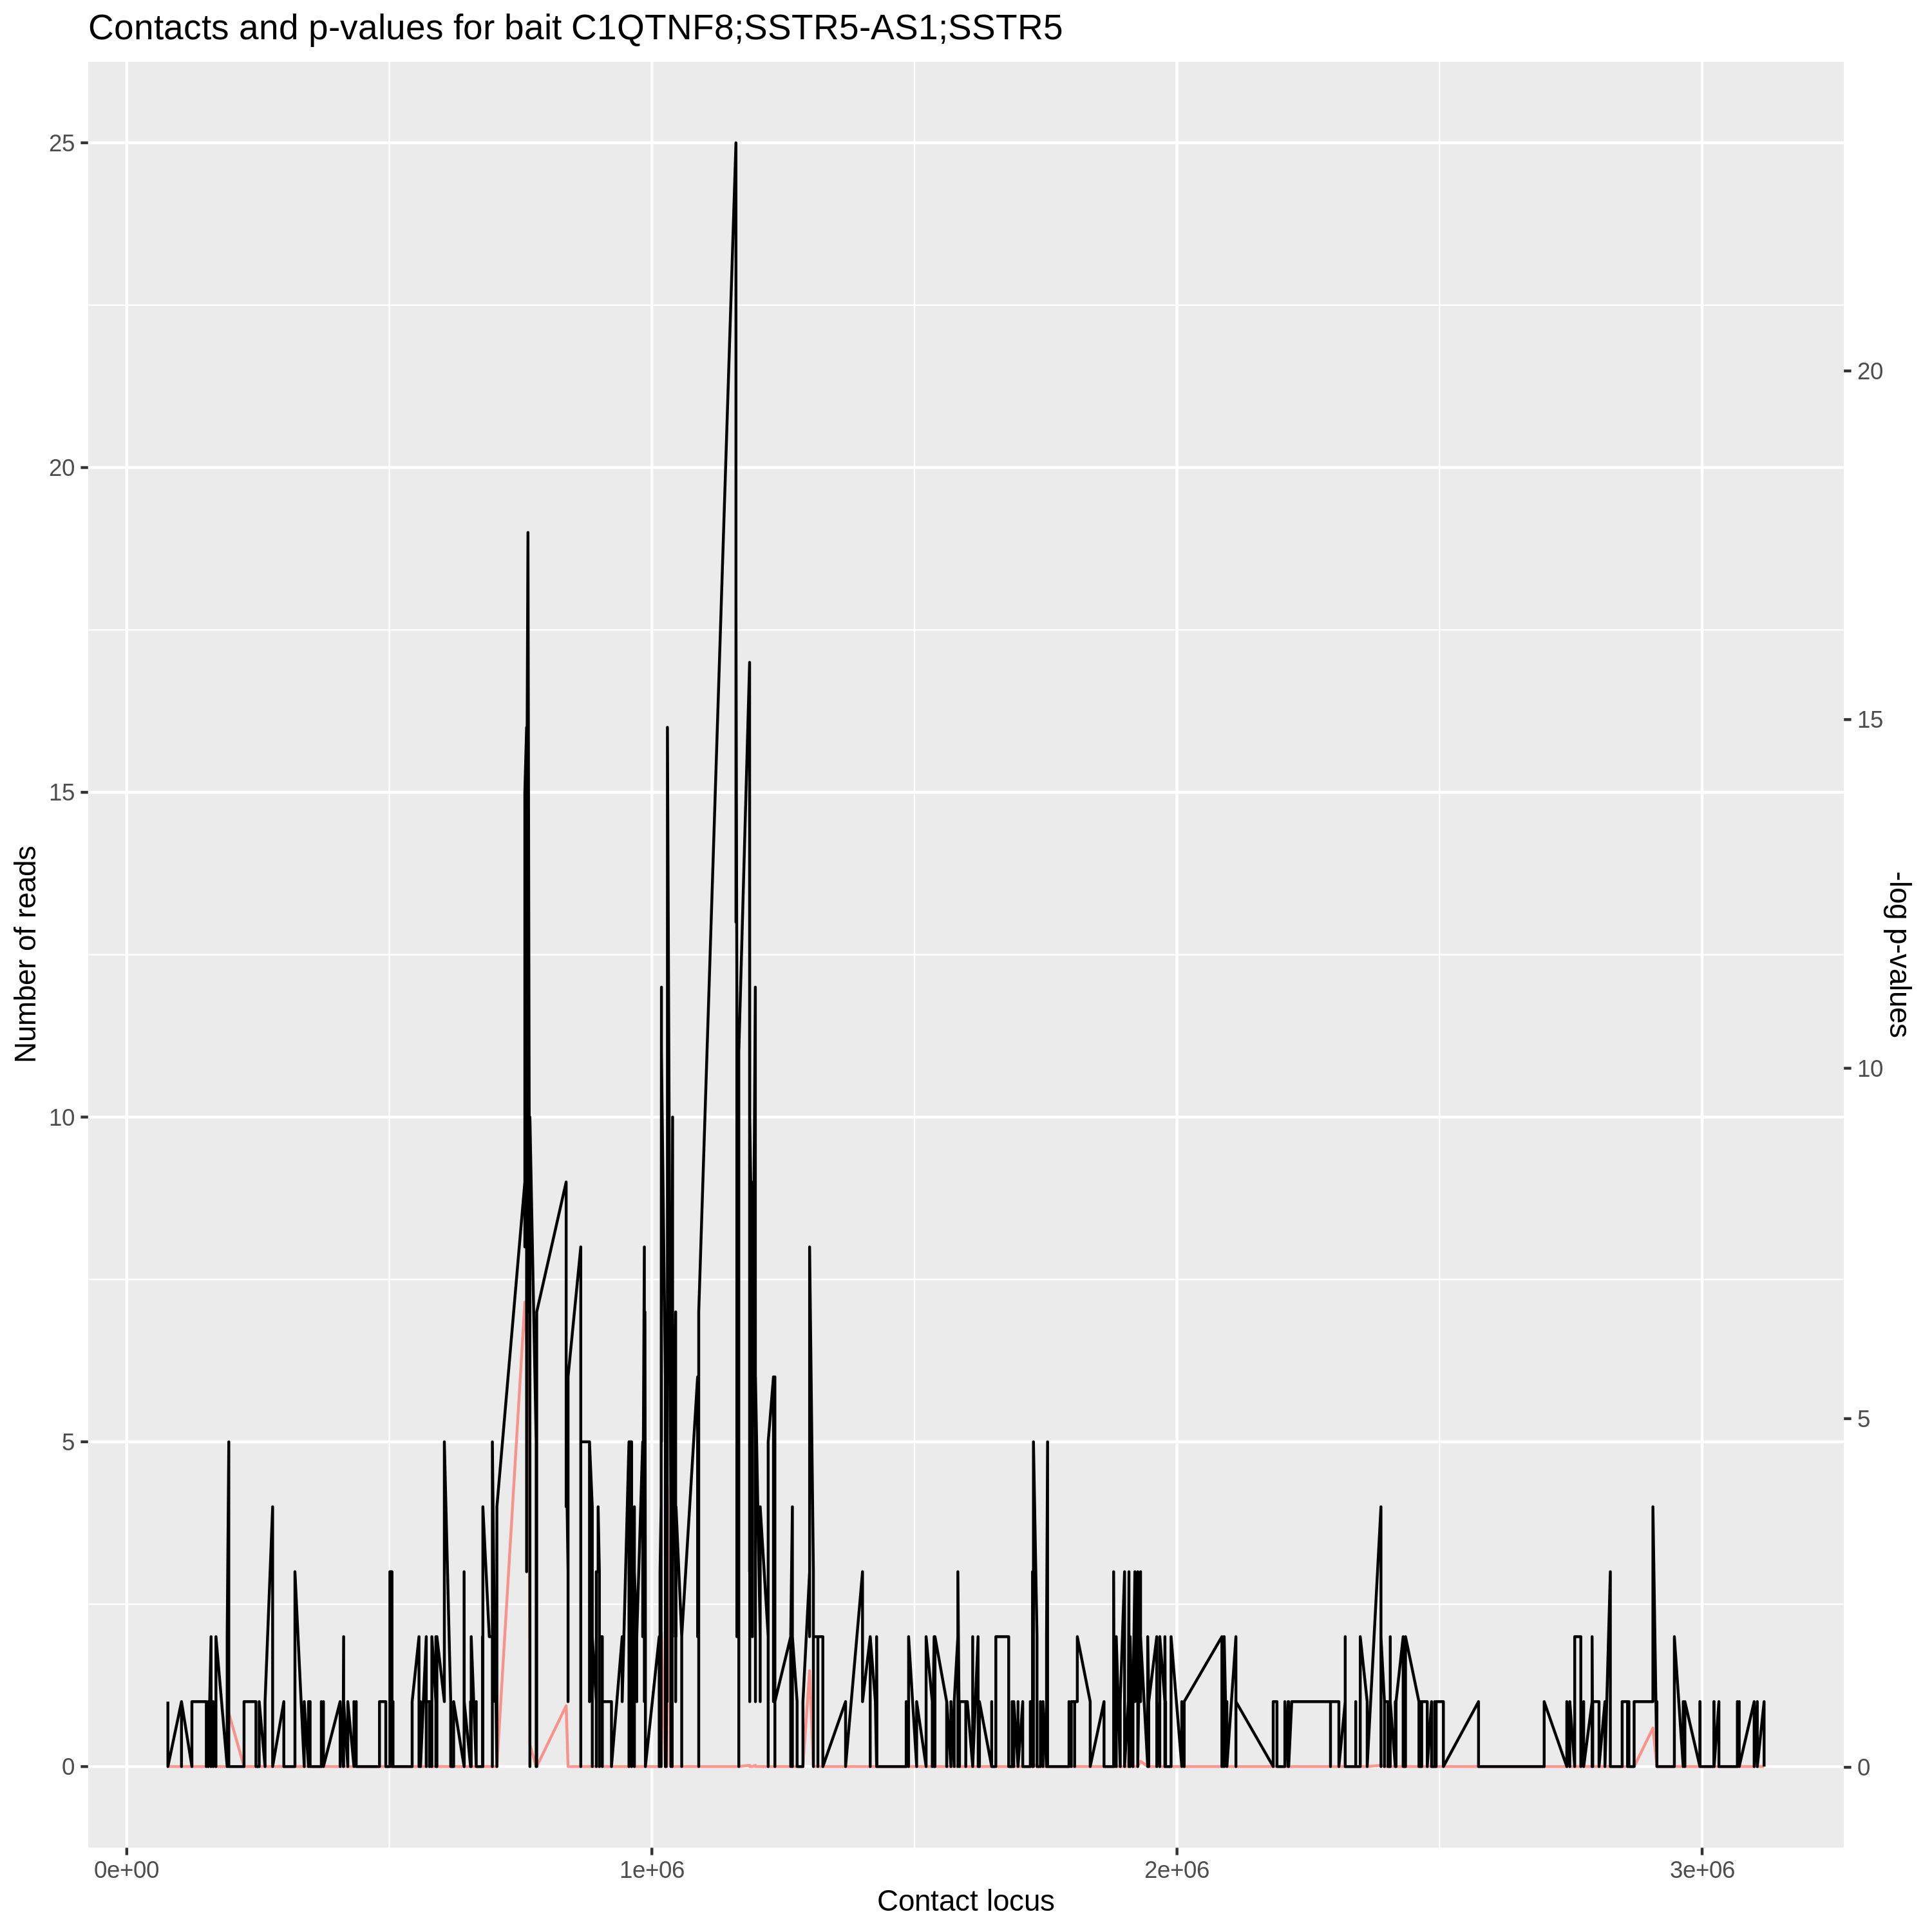 Contacts and p-values for bait C1QTNF8;SSTR5-AS1;SSTR5
25
20
15
10
5
0
Number of reads
20
15
10
5
0
-log p-values
0e+00 1e+06 2e+06 3e+06
Contact locus